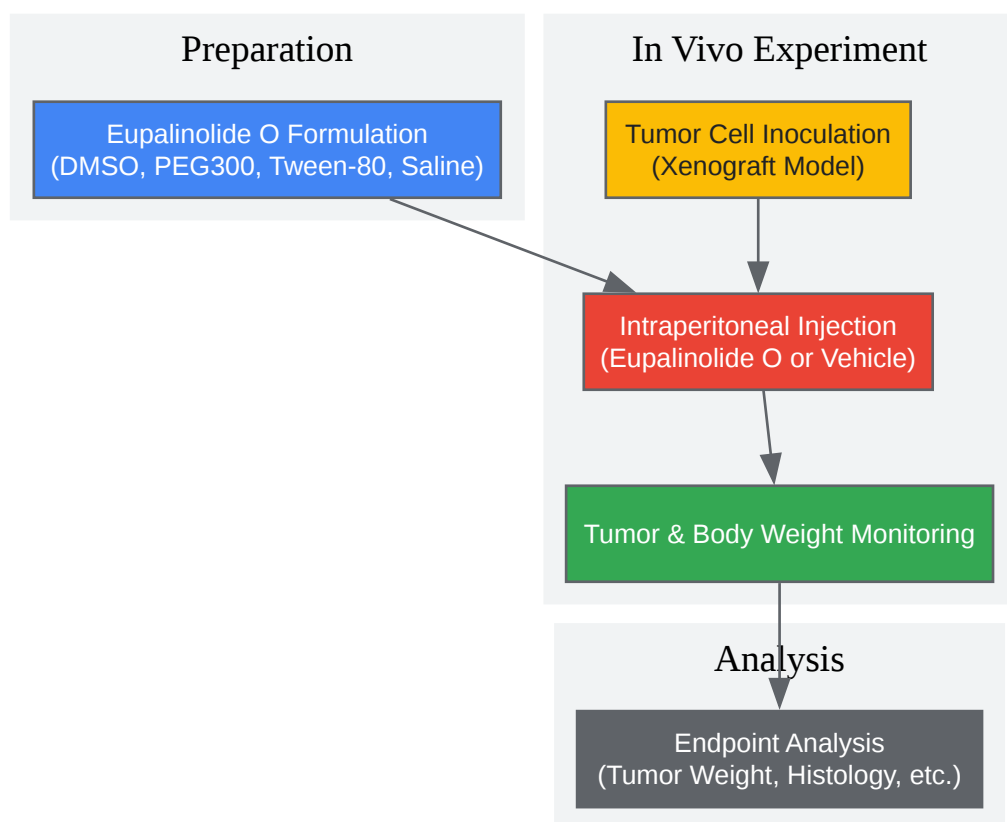 Preparation
Eupalinolide O Formulation
(DMSO, PEG300, Tween-80, Saline)
In Vivo Experiment
Tumor Cell Inoculation
(Xenograft Model)
Intraperitoneal Injection
(Eupalinolide O or Vehicle)
Tumor & Body Weight Monitoring
Analysis
Endpoint Analysis
(Tumor Weight, Histology, etc.)